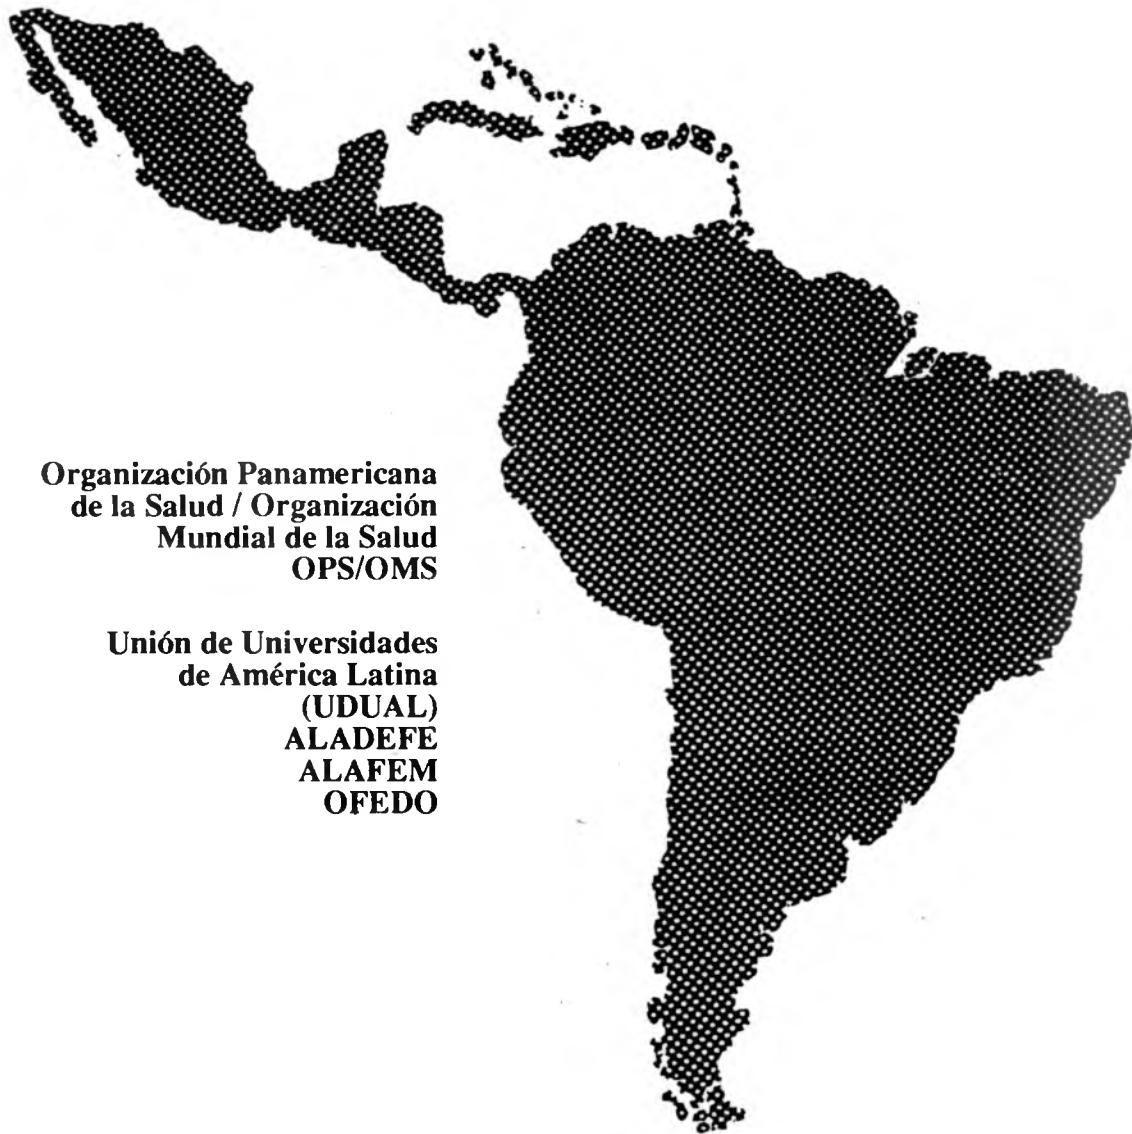 Organización Panamericana
de la Salud / Organización
Mundial de la Salud
OPS/OMS
Unión de Universidades
de América Latina
(UDUAL)
ALADEFE
ALAFEM
OFEDO